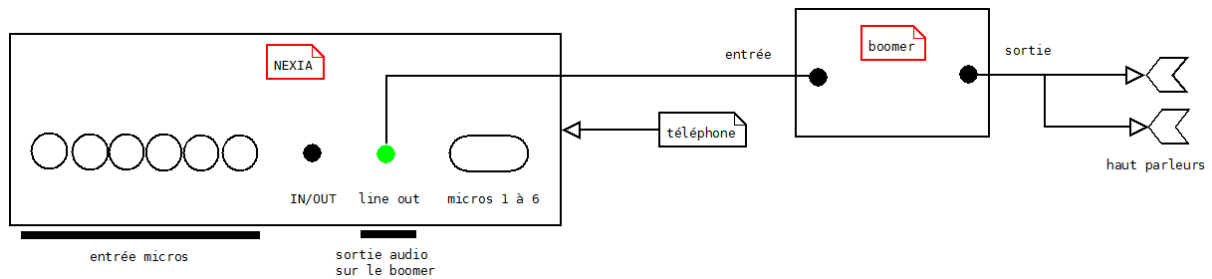 NEXIA
entrée
boomer
sortie
téléphone
haut parleurs
IN/OUT
line out
micros 1 à 6
entrée micros
sortie audio
sur le boomer